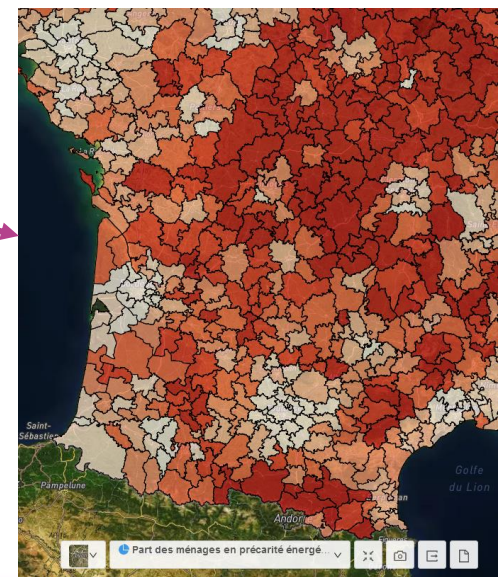 Saint-
Sébastien
Pampelune
Andorr
Golfe
du Lion
Part des ménages en précarité énergé...